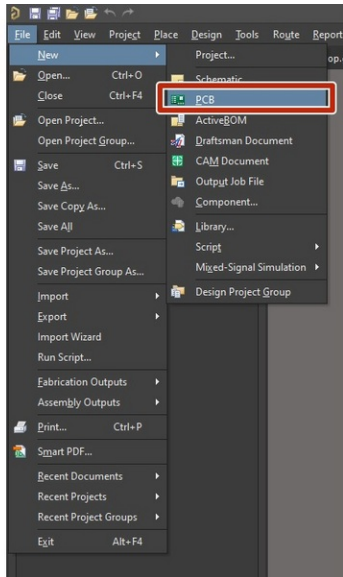 File Edit View Project Place Design Tools Route Report
New
Project...
op.
Open... Ctrl+O
Schematic
Close Ctrl+F4
PCB
Open Project...
ActiveBOM
Open Project Group...
Draftsman Document
Save Ctrl+S
CAM Document
Save As...
Output Job File
Save Copy As...
Component...
Save All
Library...
Save Project As...
Script
Save Project Group As...
Mixed-Signal Simulation
Import
Design Project Group
Export
Import Wizard
Run Script...
Fabrication Outputs
Assembly Outputs
Print... Ctrl+P
Smart PDF...
Recent Documents
Recent Projects
Recent Project Groups
Exit Alt+F4